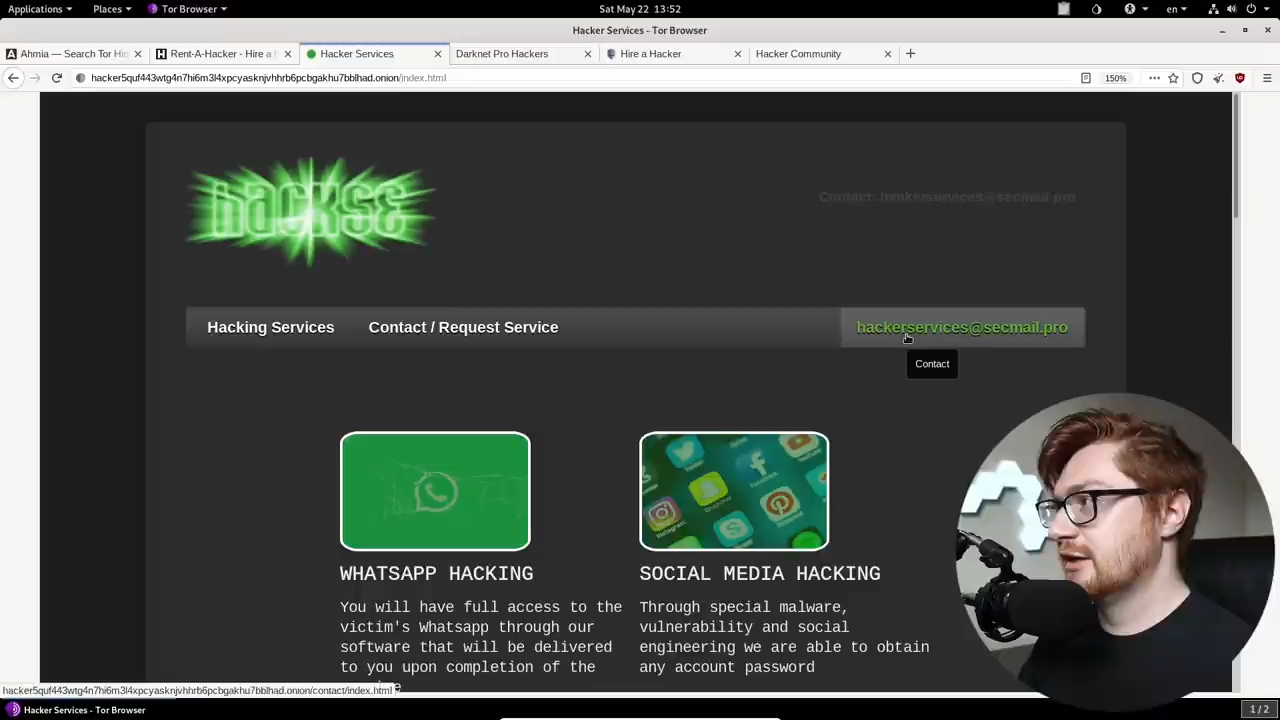 Applications
Places
Tor Browser
Sat May 22 13:52
en
Hacker Services - Tor Browser
Ahmia — Search Tor Hi
Rent-A-Hacker - Hire a h
Hacker Services
Darknet Pro Hackers
Hire a Hacker
Hacker Community
hacker5quf443wtg4n7hi6m3l4xpcyasknjvhhrb6pcbgakhu7bblhad.onion/index.html
150%
Hacking Services
Contact / Request Service
hackerservices@secmail.pro
Contact
WHATSAPP HACKING
You will have full access to the
victim's Whatsapp through our
software that will be delivered
to you upon completion of the
SOCIAL MEDIA HACKING
Through special malware,
vulnerability and social
engineering we are able to obtain
any account password
hacker5quf443wtg4n7hi6m3l4xpcyasknjvhhrb6pcbgakhu7bblhad.onion/contact/index.html
Hacker Services - Tor Browser
1 / 2